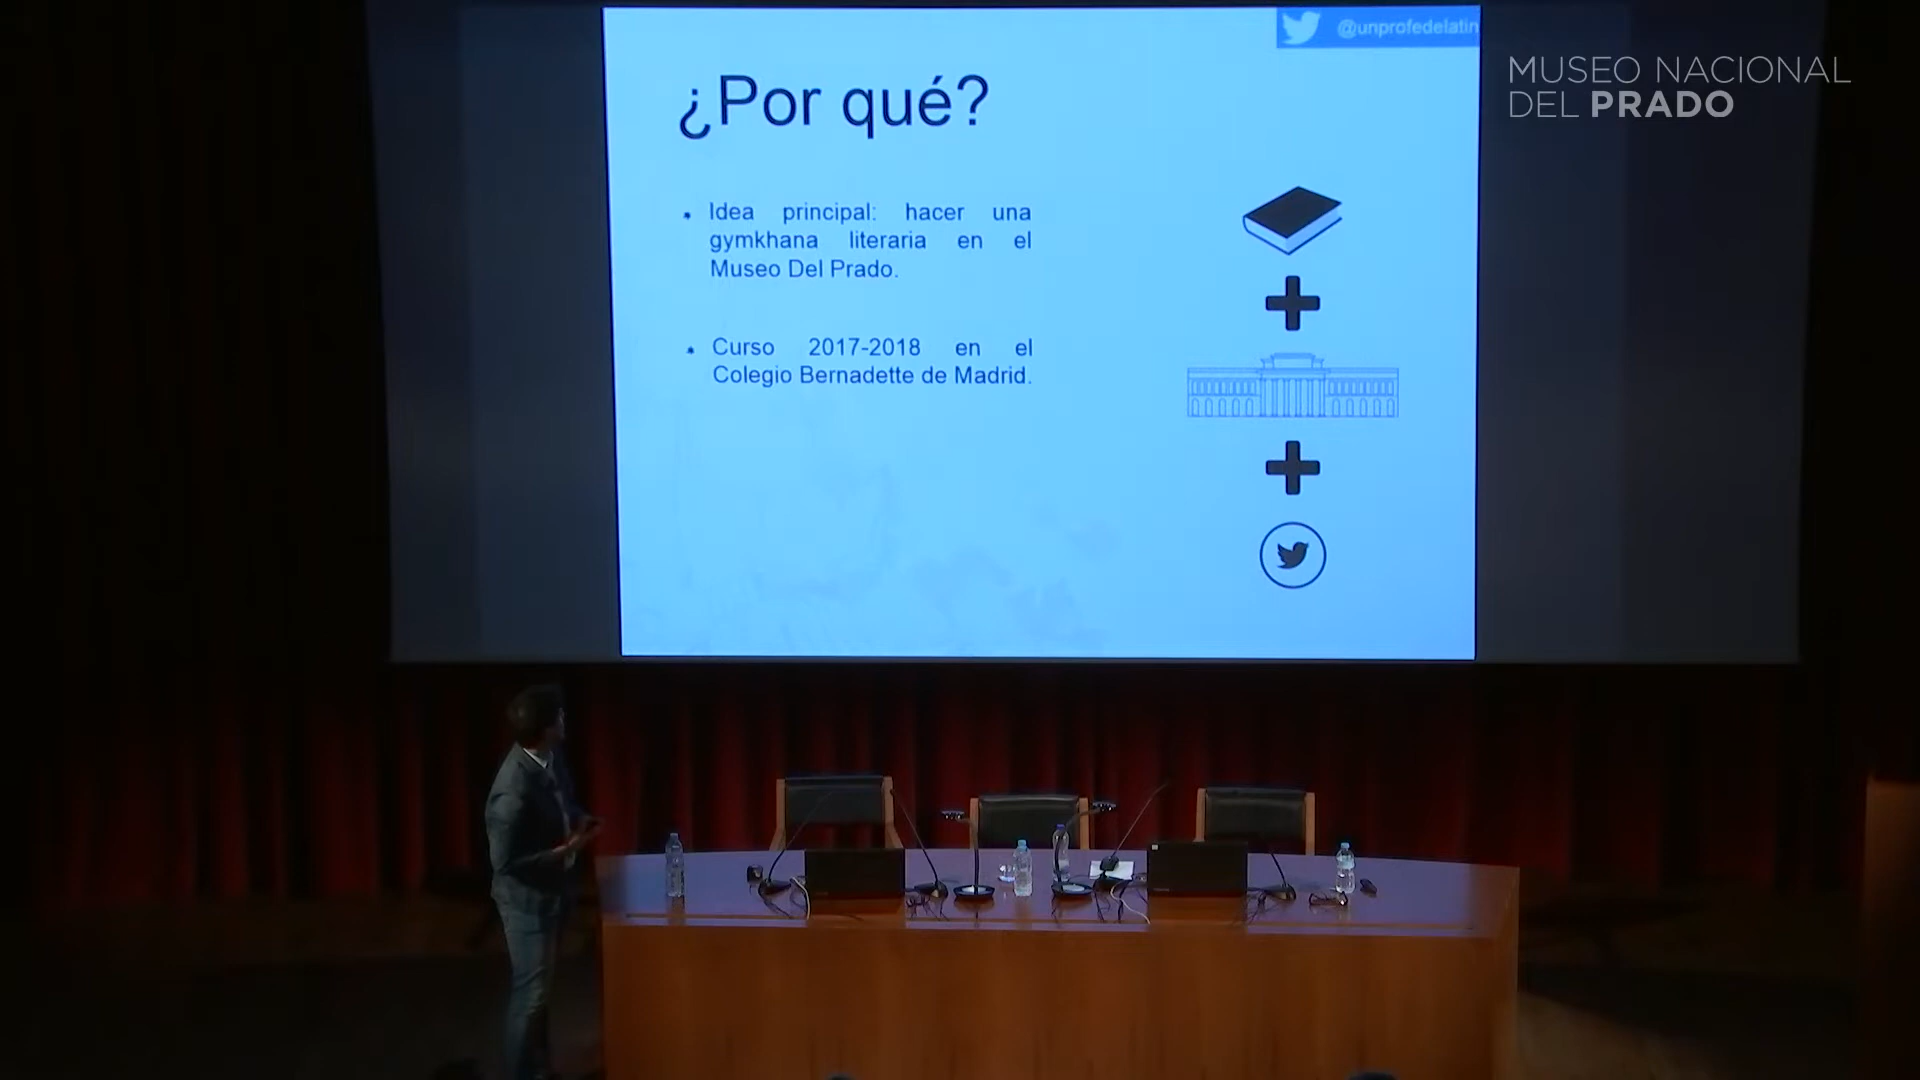 @unprofedelatin
MUSEO NACIONAL
DEL PRADO
¿Por qué?
Idea principal: hacer una
gymkhana literaria en el
Museo Del Prado.
Curso 2017-2018 en el
Colegio Bernadette de Madrid.